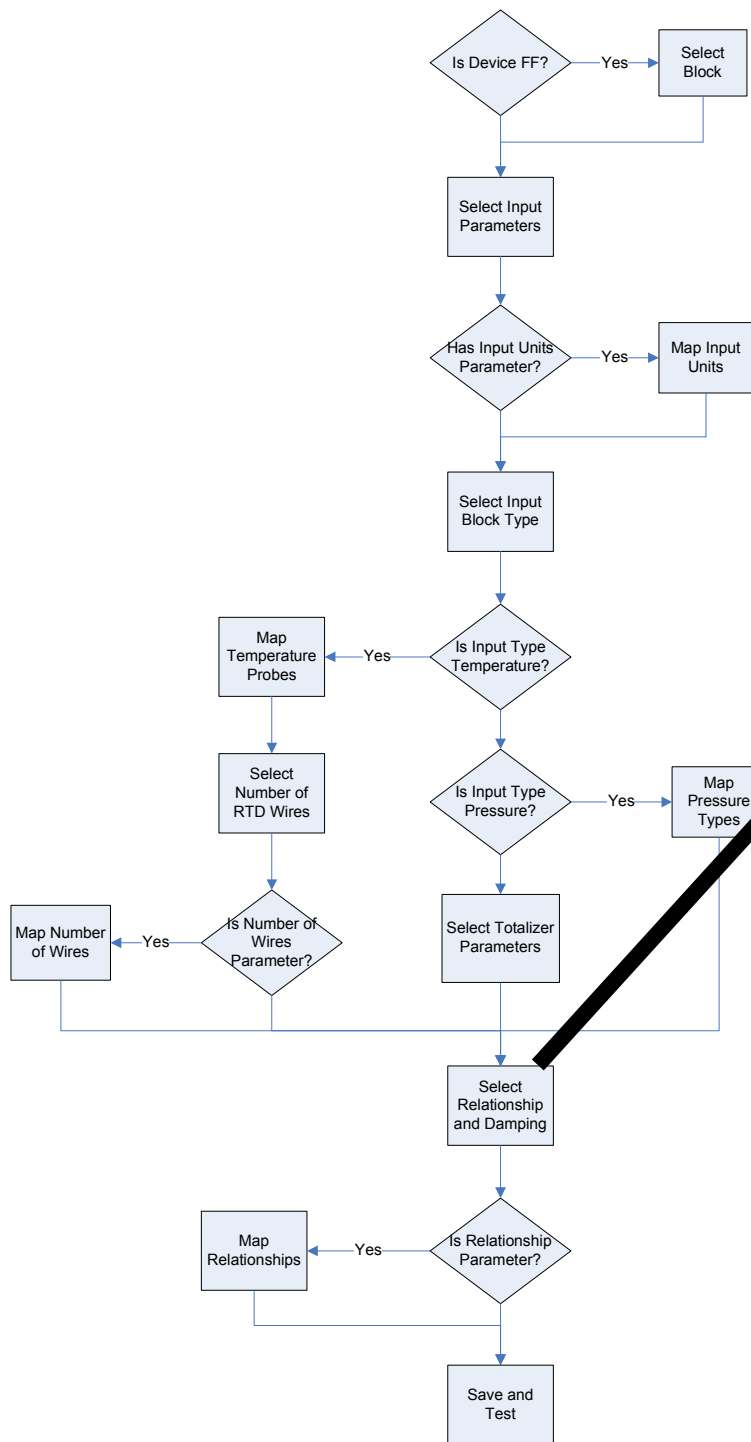 Is Device FF?
Yes
Select
Block
Select Input
Parameters
Has Input Units
Parameter?
Yes
Map Input
Units
Select Input
Block Type
Map
Temperature
Probes
Yes
Is Input Type
Temperature?
Select
Number of
RTD Wires
Is Input Type
Pressure?
Yes
Map
Pressure
Types
Map Number
of Wires
Yes
Is Number of
Wires
Parameter?
Select Totalizer
Parameters
Select
Relationship
and Damping
Map
Relationships
Yes
Is Relationship
Parameter?
Save and
Test